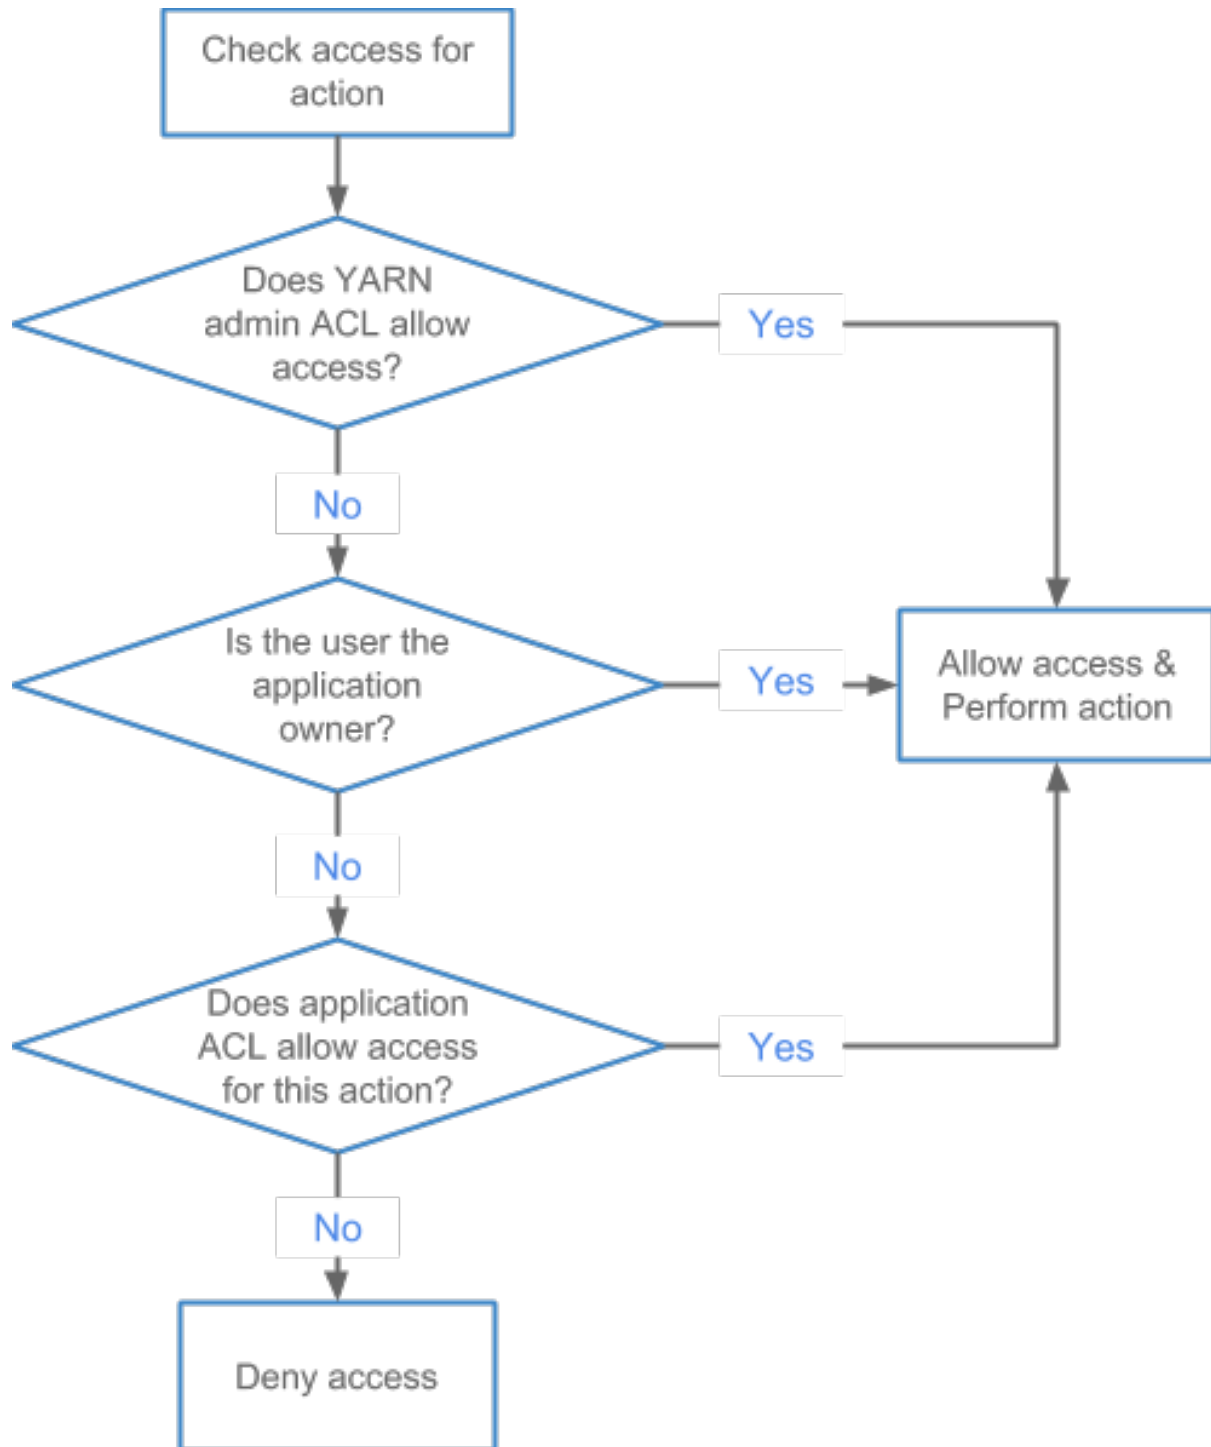 Check access for
action
Does YARN
admin ACL allow
access?
Yes
No
Is the user the
application
owner?
Yes
Allow access &
Perform action
No
Does application
ACL allow access
for this action?
Yes
No
Deny access